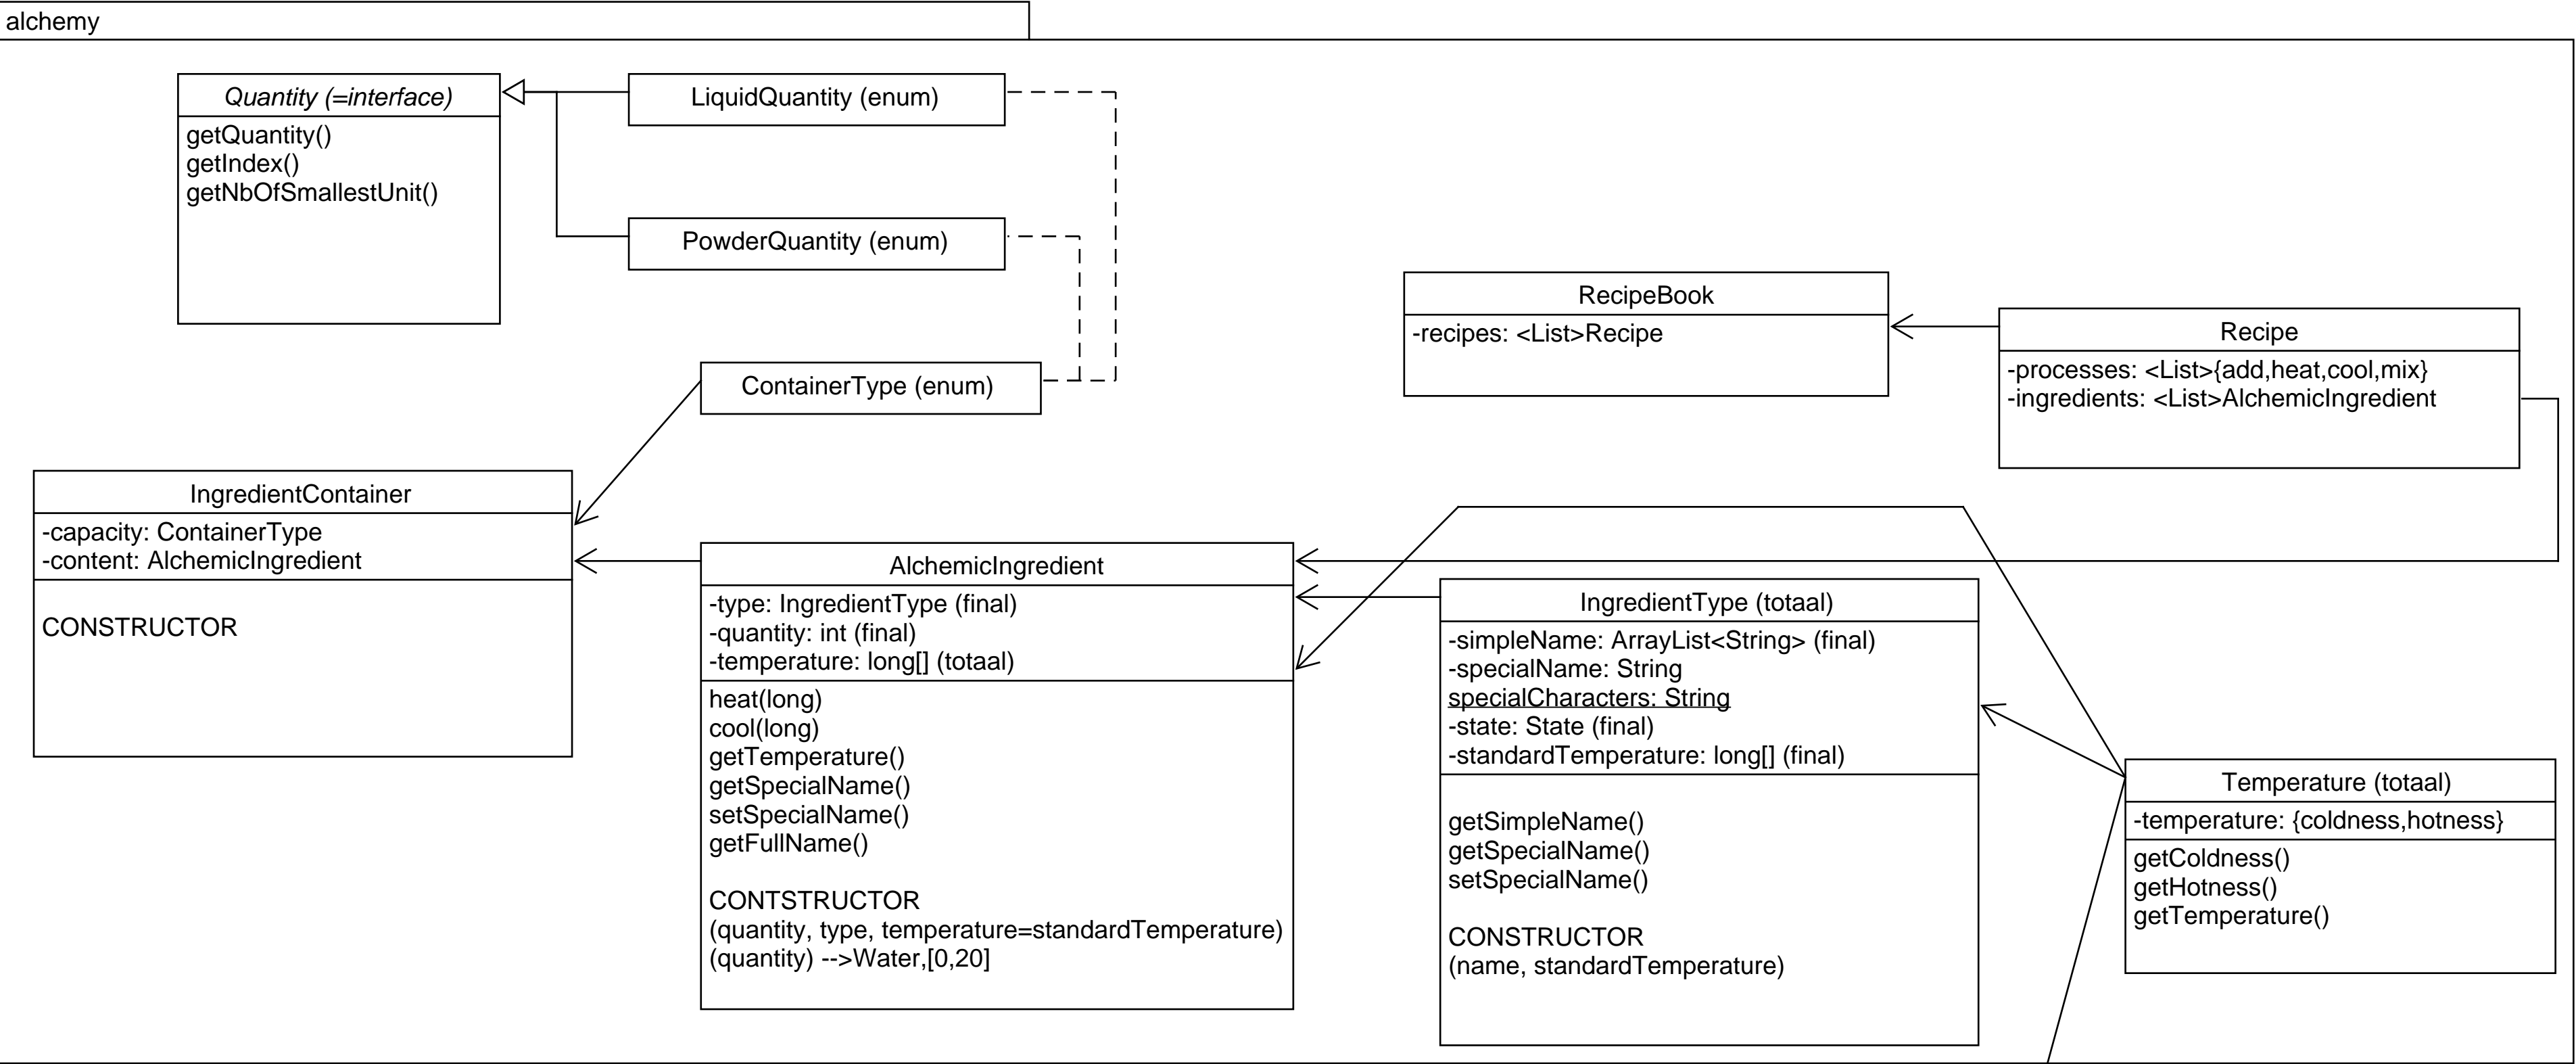 alchemy
Quantity (=interface)
getQuantity()
getIndex()
getNbOfSmallestUnit()
LiquidQuantity (enum)
PowderQuantity (enum)
ContainerType (enum)
RecipeBook
-recipes: <List>Recipe
Recipe
-processes: <List>{add,heat,cool,mix}
-ingredients: <List>AlchemicIngredient
IngredientContainer
-capacity: ContainerType
-content: AlchemicIngredient
CONSTRUCTOR
AlchemicIngredient
-type: IngredientType (final)
-quantity: int (final)
-temperature: long[] (totaal)
heat(long)
cool(long)
getTemperature()
getSpecialName()
setSpecialName()
getFullName()
CONTSTRUCTOR
(quantity, type, temperature=standardTemperature)
(quantity) -->Water,[0,20]
IngredientType (totaal)
-simpleName: ArrayList<String> (final)
-specialName: String
specialCharacters: String
-state: State (final)
-standardTemperature: long[] (final)
getSimpleName()
getSpecialName()
setSpecialName()
CONSTRUCTOR
(name, standardTemperature)
Temperature (totaal)
-temperature: {coldness,hotness}
getColdness()
getHotness()
getTemperature()